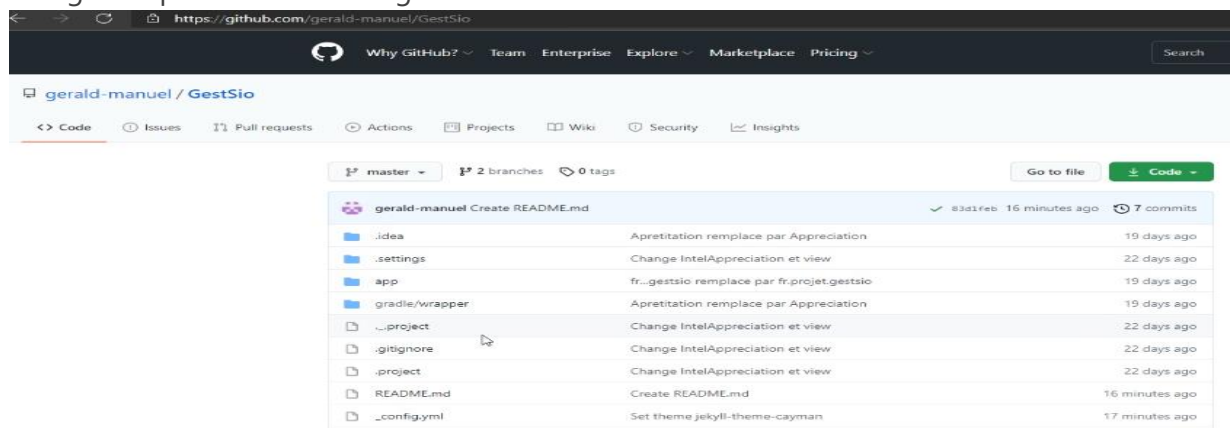 https://github.com/gerald-manuel/GestSio
Why GitHub? Team Enterprise Explore Marketplace Pricing Search
gerald-manuel / GestSio
<> Code Issues Pull requests Actions Projects Wiki Security Insights
master 2 branches 0 tags Go to file Code
gerald-manuel Create README.md 83d1feb 16 minutes ago 7 commits
.idea Apretitation remplace par Appreciation 19 days ago
.settings Change IntelAppreciation et view 22 days ago
app fr...gestsio remplace par fr.projet.gestsio 19 days ago
gradle/wrapper Apretitation remplace par Appreciation 19 days ago
._.project Change IntelAppreciation et view 22 days ago
.gitignore Change IntelAppreciation et view 22 days ago
.project Change IntelAppreciation et view 22 days ago
README.md Create README.md 16 minutes ago
_config.yml Set theme jekyll-theme-cayman 17 minutes ago